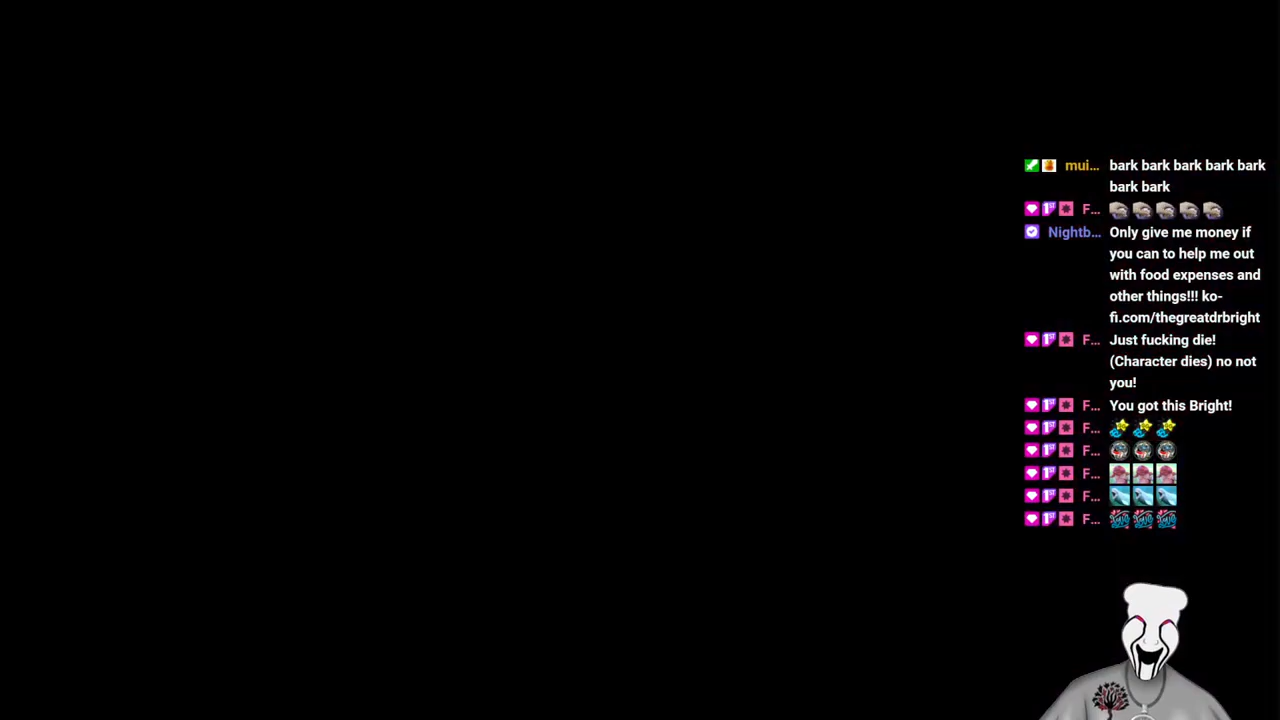 mui... bark bark bark bark bark
bark bark
F...
Nightb... Only give me money if
you can to help me out
with food expenses and
other things!!! ko-
fi.com/thegreatdrbright
F... Just fucking die!
(Character dies) no not
you!
F... You got this Bright!
F...
F...
F...
F...
F...